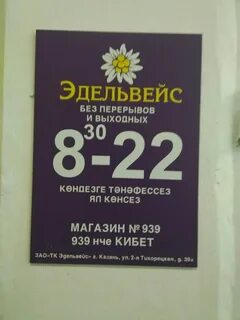 ЭДЕЛЬВЕЙС
БЕЗ ПЕРЕРЫВОВ
И ВЫХОДНЫХ
8³⁰-22
КӨНДЕЗГЕ ТӘНӘФЕССЕЗ
ЯЛ КӨНСЕЗ
МАГАЗИН № 939
939 нче КИБЕТ
ЗАО«ТК Эдельвейс» г. Казань, ул. 2-я Тихорецкая, д. 39а